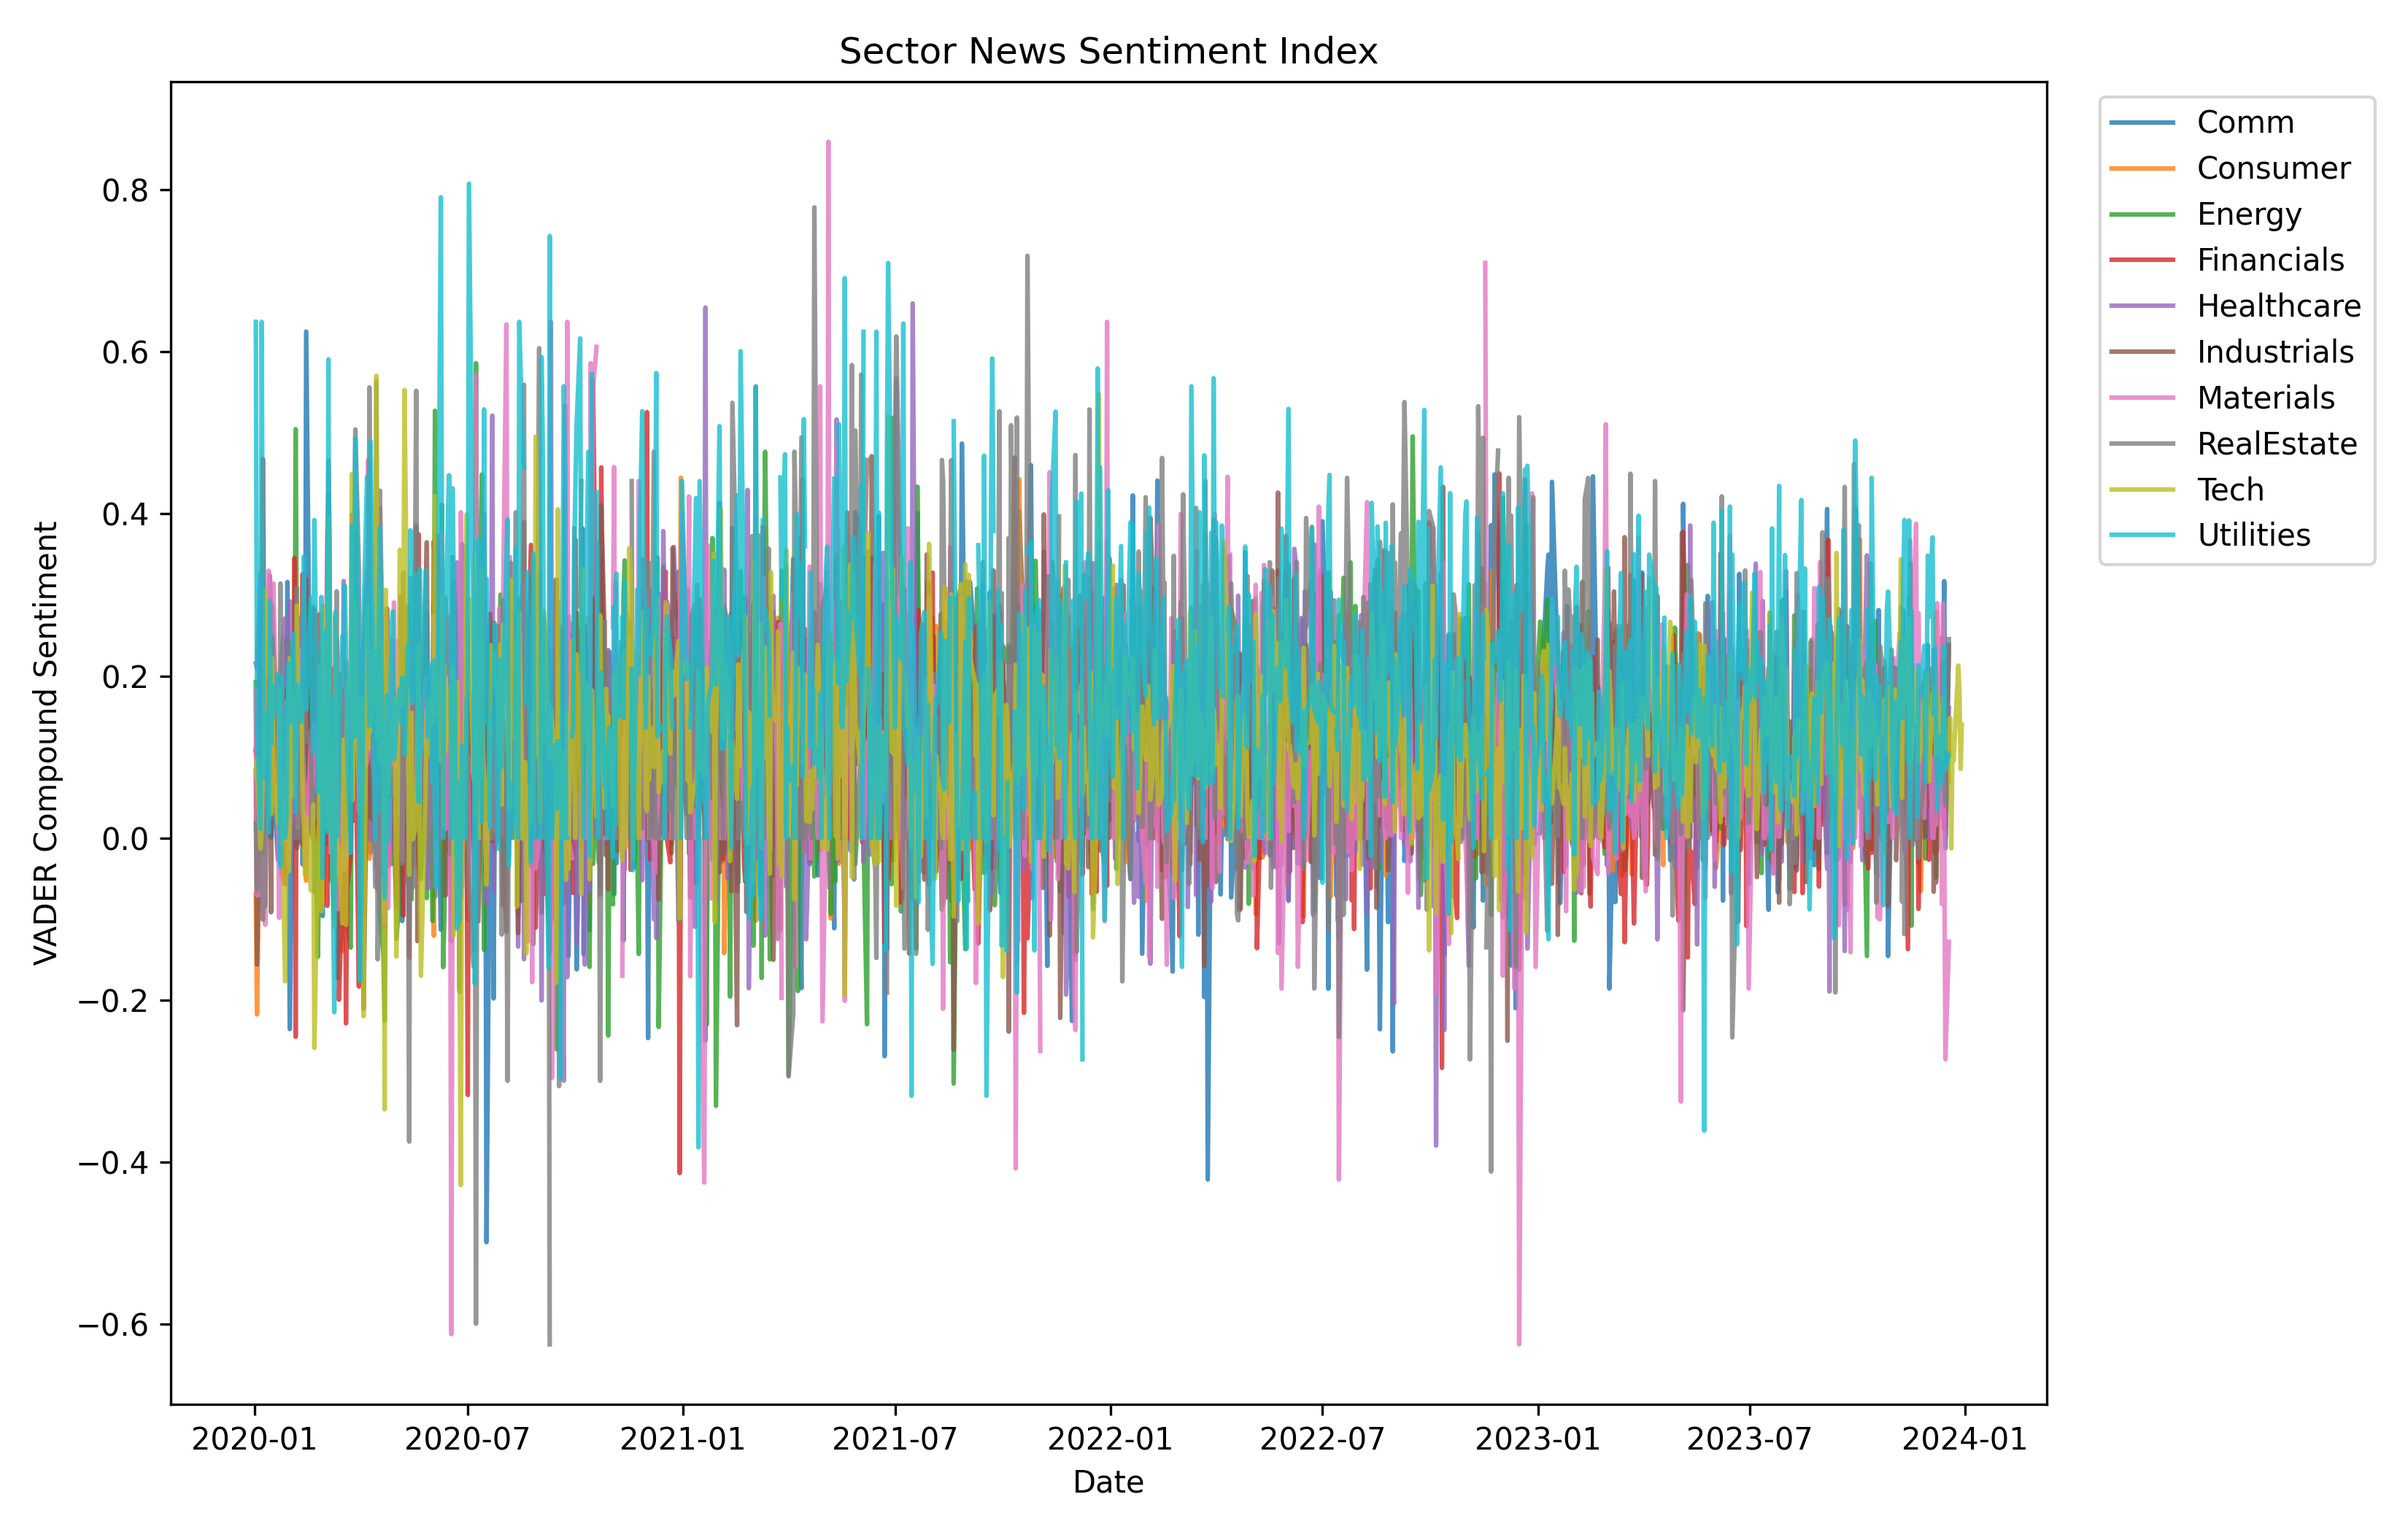 Sector News Sentiment Index
VADER Compound Sentiment
0.8
0.6
0.4
0.2
0.0
−0.2
−0.4
−0.6
2020-01
2020-07
2021-01
2021-07
2022-01
2022-07
2023-01
2023-07
2024-01
Date
Comm
Consumer
Energy
Financials
Healthcare
Industrials
Materials
RealEstate
Tech
Utilities